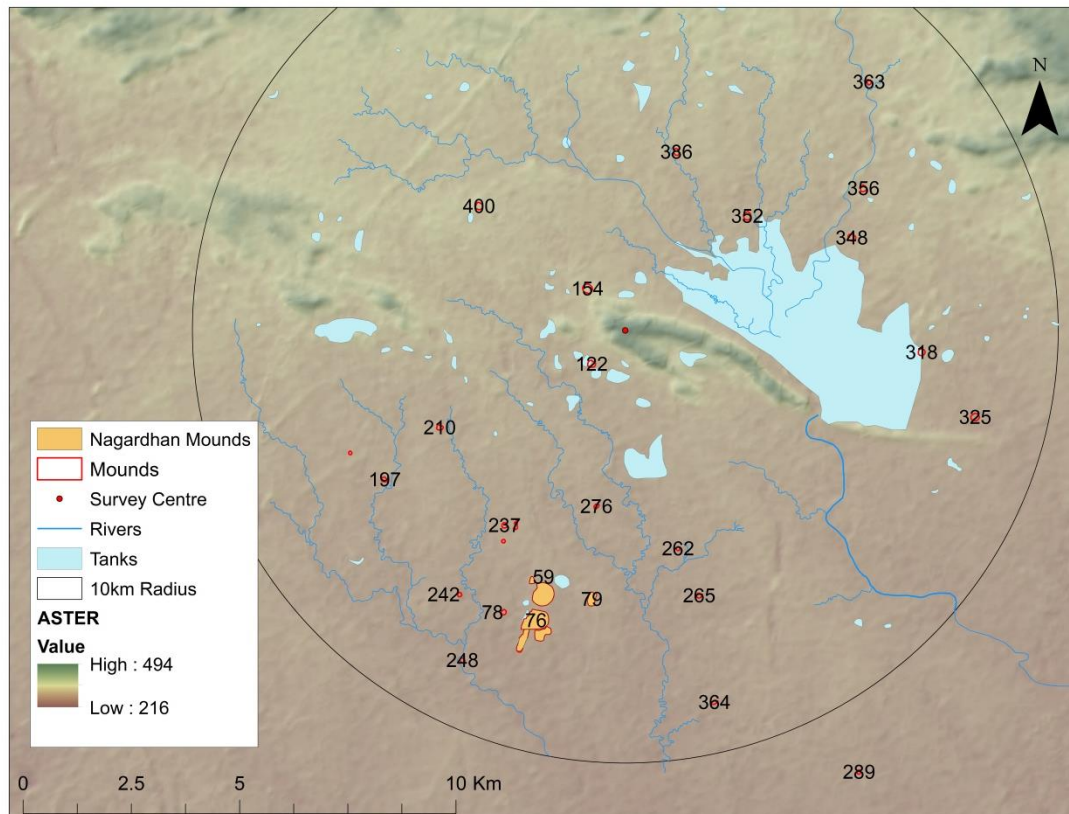 N
363
386
356
400
352
348
154
318
122
325
210
197
276
237
262
59
242
79
265
78
76
248
364
289
Nagardhan Mounds
Mounds
Survey Centre
Rivers
Tanks
10km Radius
ASTER
Value
High : 494
Low : 216
0 2.5 5 10 Km